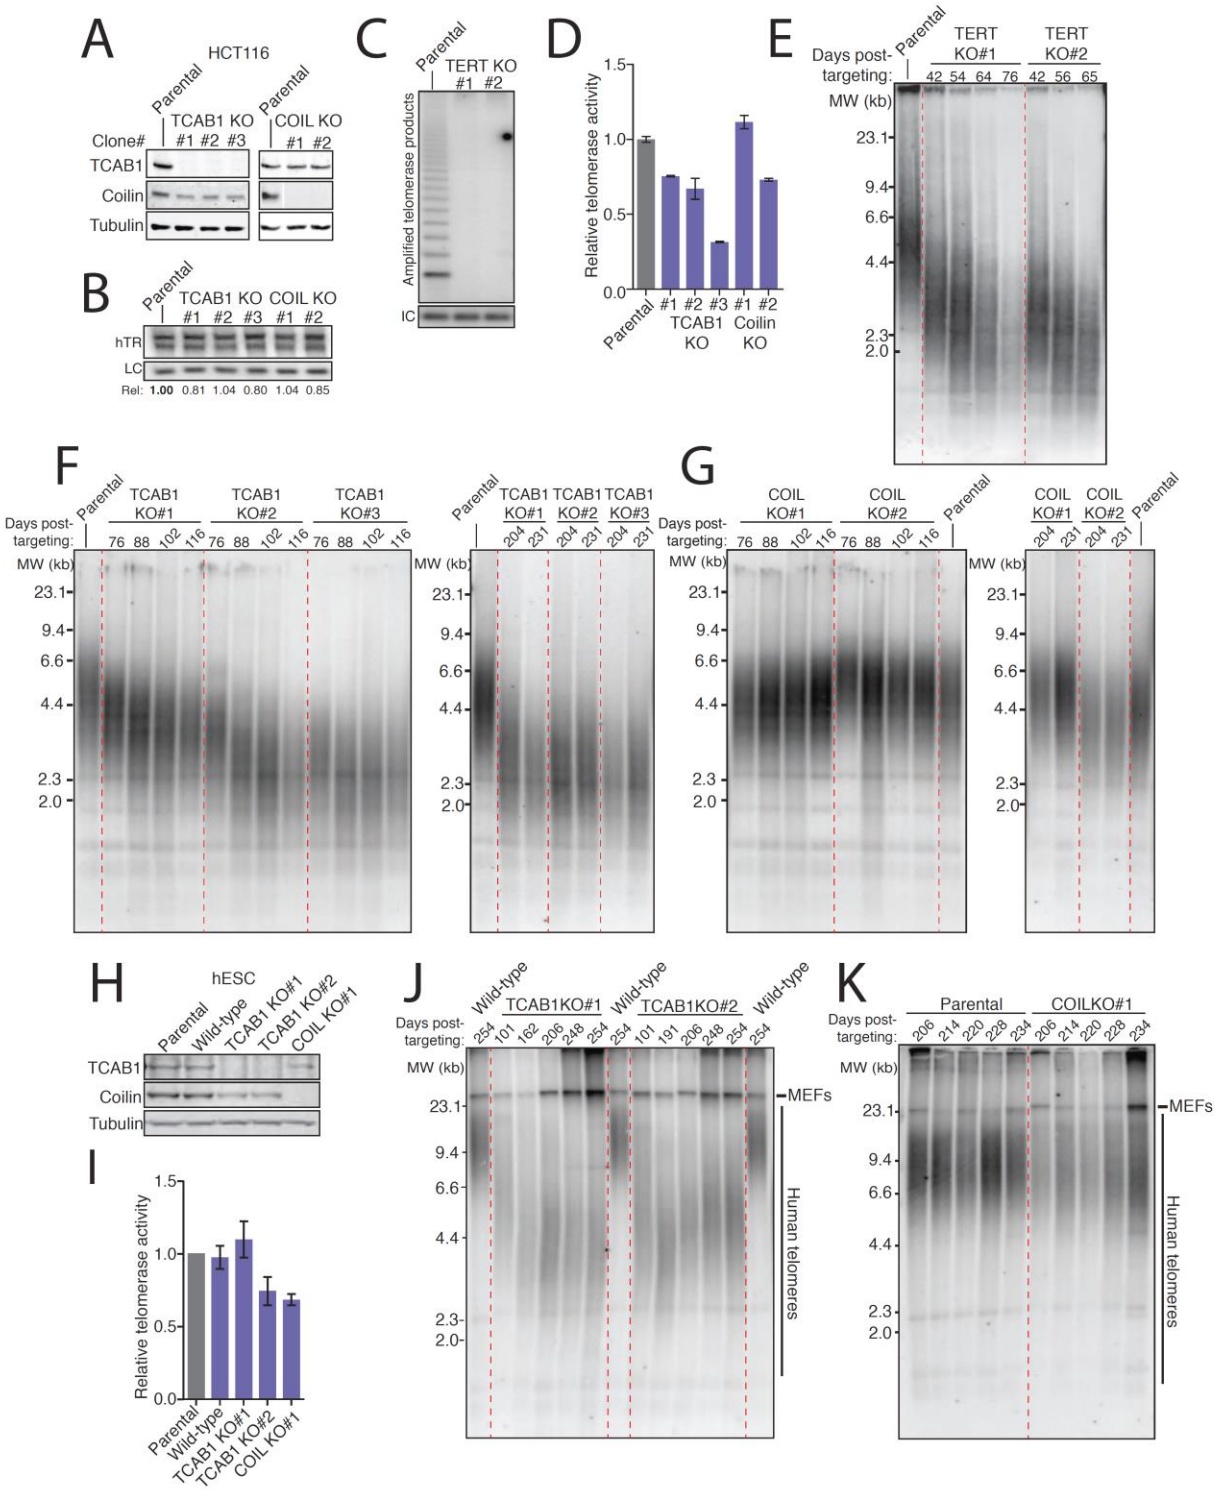 A
HCT116
Parental
Parental
TCAB1 KO
COIL KO
Clone# #1 #2 #3 #1 #2
TCAB1
Coilin
Tubulin
B
Parental
TCAB1 KO COIL KO
#1 #2 #3 #1 #2
hTR
LC
Rel: 1.00 0.81 1.04 0.80 1.04 0.85
C
Parental
TERT KO
#1 #2
Amplified telomerase products
IC
D
Relative telomerase activity
1.5
1.0
0.5
0.0
Parental
#1 #2 #3 #1 #2
TCAB1 Coilin
KO KO
E
Parental
TERT TERT
KO#1 KO#2
Days post-
targeting: 42 54 64 76 42 56 65
MW (kb)
23.1
9.4
6.6
4.4
2.3
2.0
F
Parental
TCAB1 TCAB1 TCAB1
KO#1 KO#2 KO#3
Days post-
targeting: 76 88 102 116 76 88 102 116 76 88 102 116
MW (kb)
23.1
9.4
6.6
4.4
2.3
2.0
Parental
TCAB1 TCAB1 TCAB1
KO#1 KO#2 KO#3
204 231 204 231 204 231
MW (kb)
23.1
9.4
6.6
4.4
2.3
2.0
G
COIL COIL
KO#1 KO#2
Parental
Days post-
targeting: 76 88 102 116 76 88 102 116
MW (kb)
23.1
9.4
6.6
4.4
2.3
2.0
COIL COIL
KO#1 KO#2
Parental
204 231 204 231
MW (kb)
23.1
9.4
6.6
4.4
2.3
2.0
H
hESC
Parental
Wild-type
TCAB1 KO#1
TCAB1 KO#2
COIL KO#1
TCAB1
Coilin
Tubulin
I
Relative telomerase activity
1.5
1.0
0.5
0.0
Parental
Wild-type
TCAB1 KO#1
TCAB1 KO#2
COIL KO#1
J
Wild-type
TCAB1KO#1
Wild-type
TCAB1KO#2
Wild-type
Days post-
targeting: 254 101 162 206 248 254 254 101 191 206 248 254 254
MW (kb)
MEFs
23.1
9.4
6.6
4.4
2.3
2.0
Human telomeres
K
Parental COILKO#1
Days post-
targeting: 206 214 220 228 234 206 214 220 228 234
MW (kb)
MEFs
23.1
9.4
6.6
4.4
2.3
2.0
Human telomeres